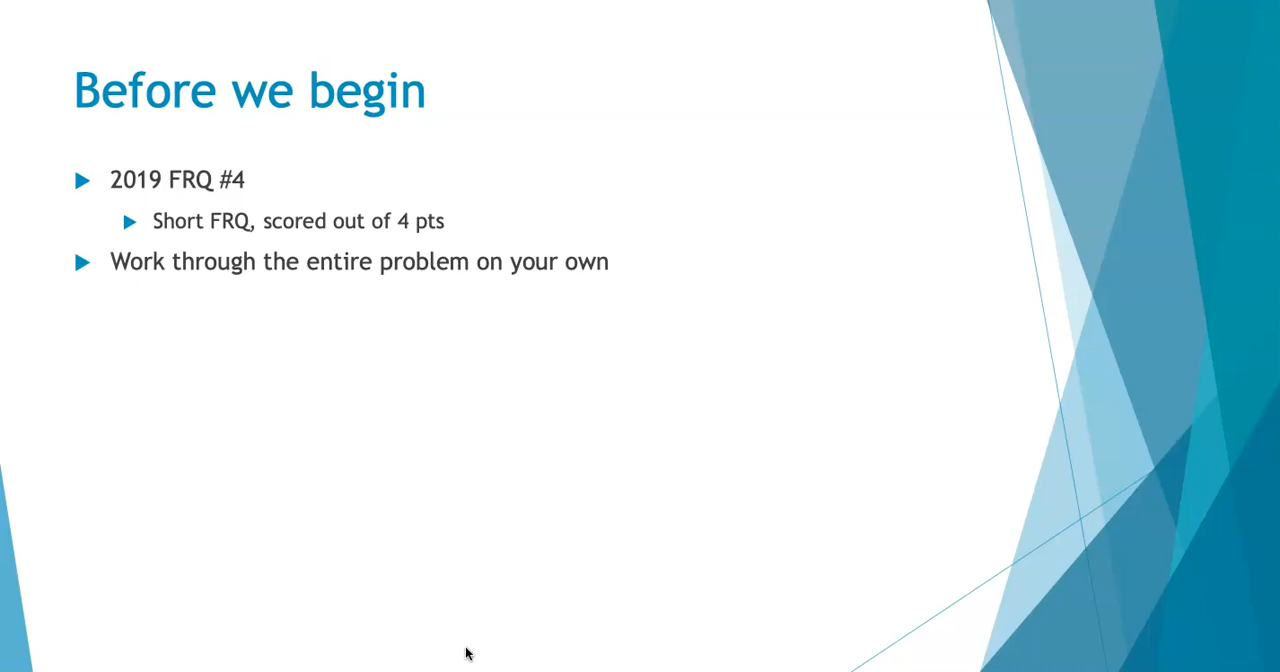 Before we begin
2019 FRQ #4
Short FRQ, scored out of 4 pts
Work through the entire problem on your own